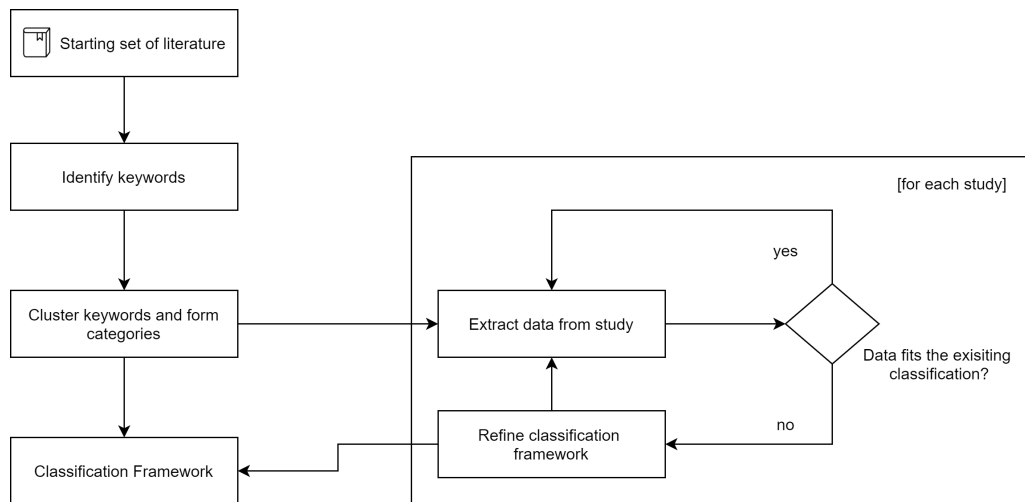 Starting set of literature
Identify keywords
[for each study]
yes
Cluster keywords and form
categories
Extract data from study
Data fits the exisiting
classification?
no
Refine classification
framework
Classification Framework